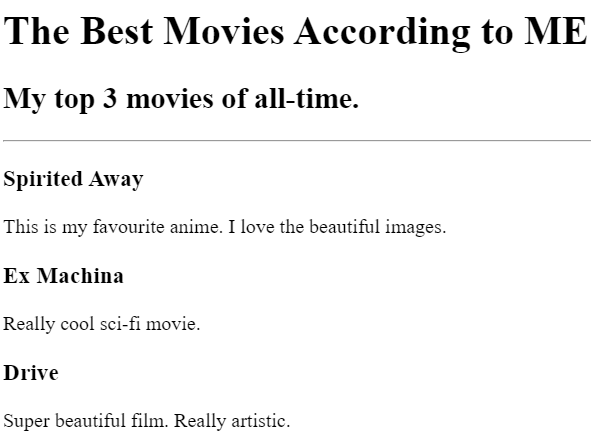 The Best Movies According to ME
My top 3 movies of all-time.
Spirited Away
This is my favourite anime. I love the beautiful images.
Ex Machina
Really cool sci-fi movie.
Drive
Super beautiful film. Really artistic.